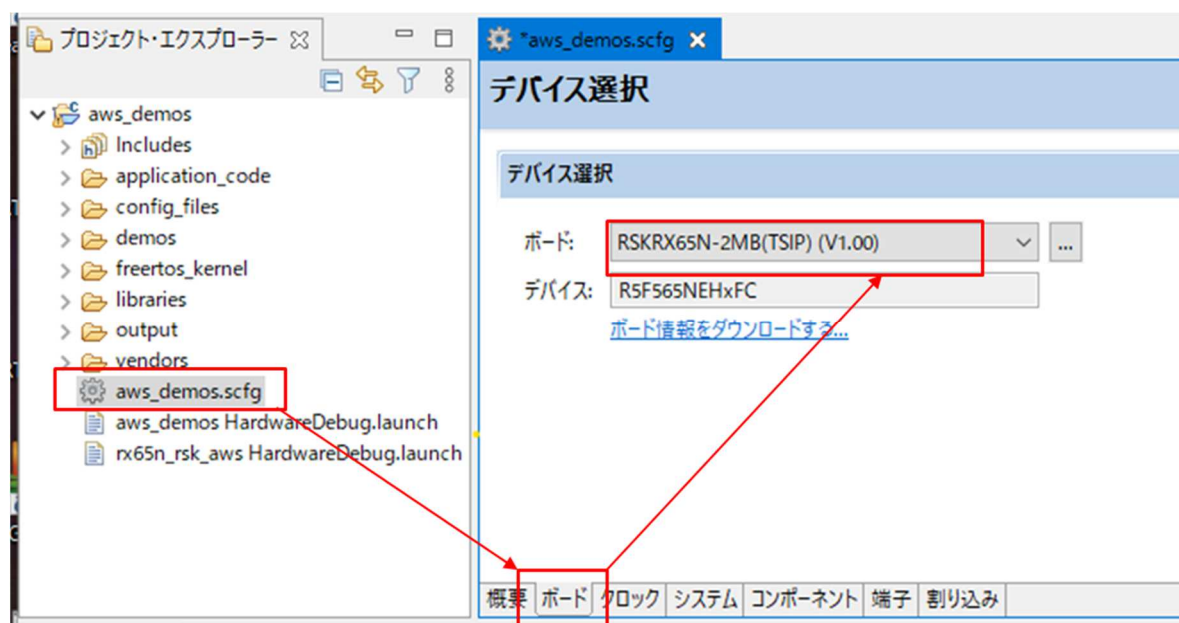 プロジェクト・エクスプローラー
aws_demos
Includes
application_code
config_files
demos
freertos_kernel
libraries
output
vendors
aws_demos.scfg
aws_demos HardwareDebug.launch
rx65n_rsk_aws HardwareDebug.launch
*aws_demos.scfg
デバイス選択
デバイス選択
ボード: RSKRX65N-2MB(TSIP) (V1.00) ...
デバイス: R5F565NEHxFC
ボード情報をダウンロードする...
概要 ボード クロック システム コンポーネント 端子 割り込み